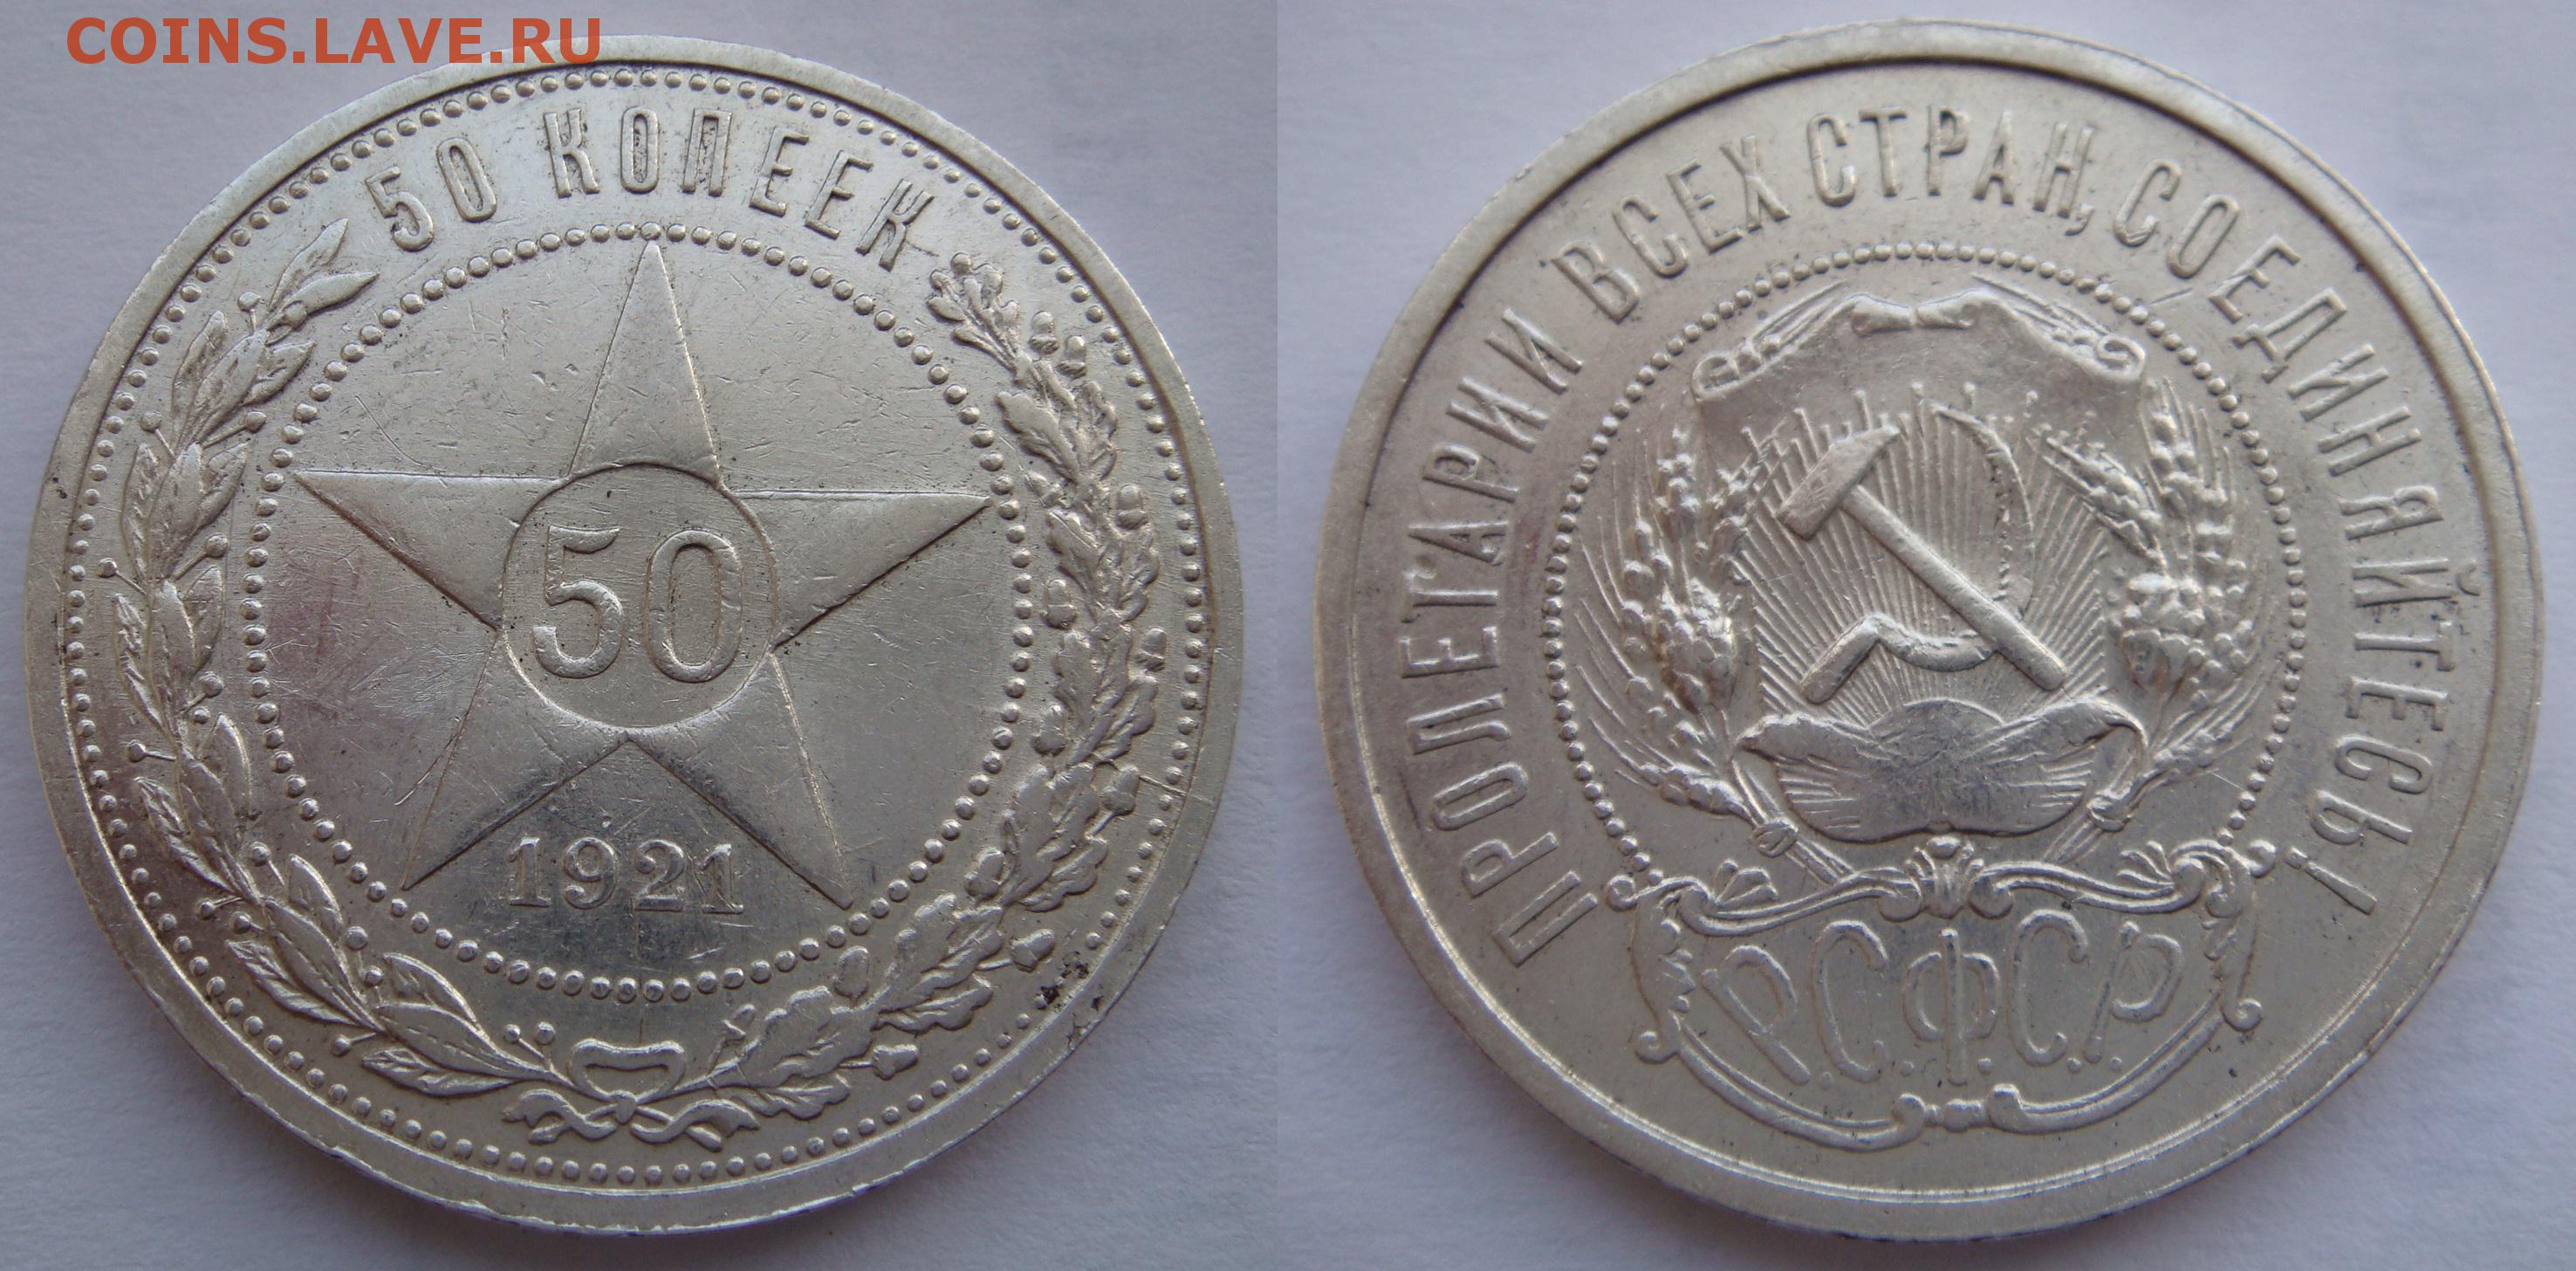 COINS.LAVE.RU
50 КОПЕЕК
50
1921
ПРОЛЕТАРИИ ВСЕХ СТРАН, СОЕДИНЯЙТЕСЬ!
Р.С.Ф.С.Р.